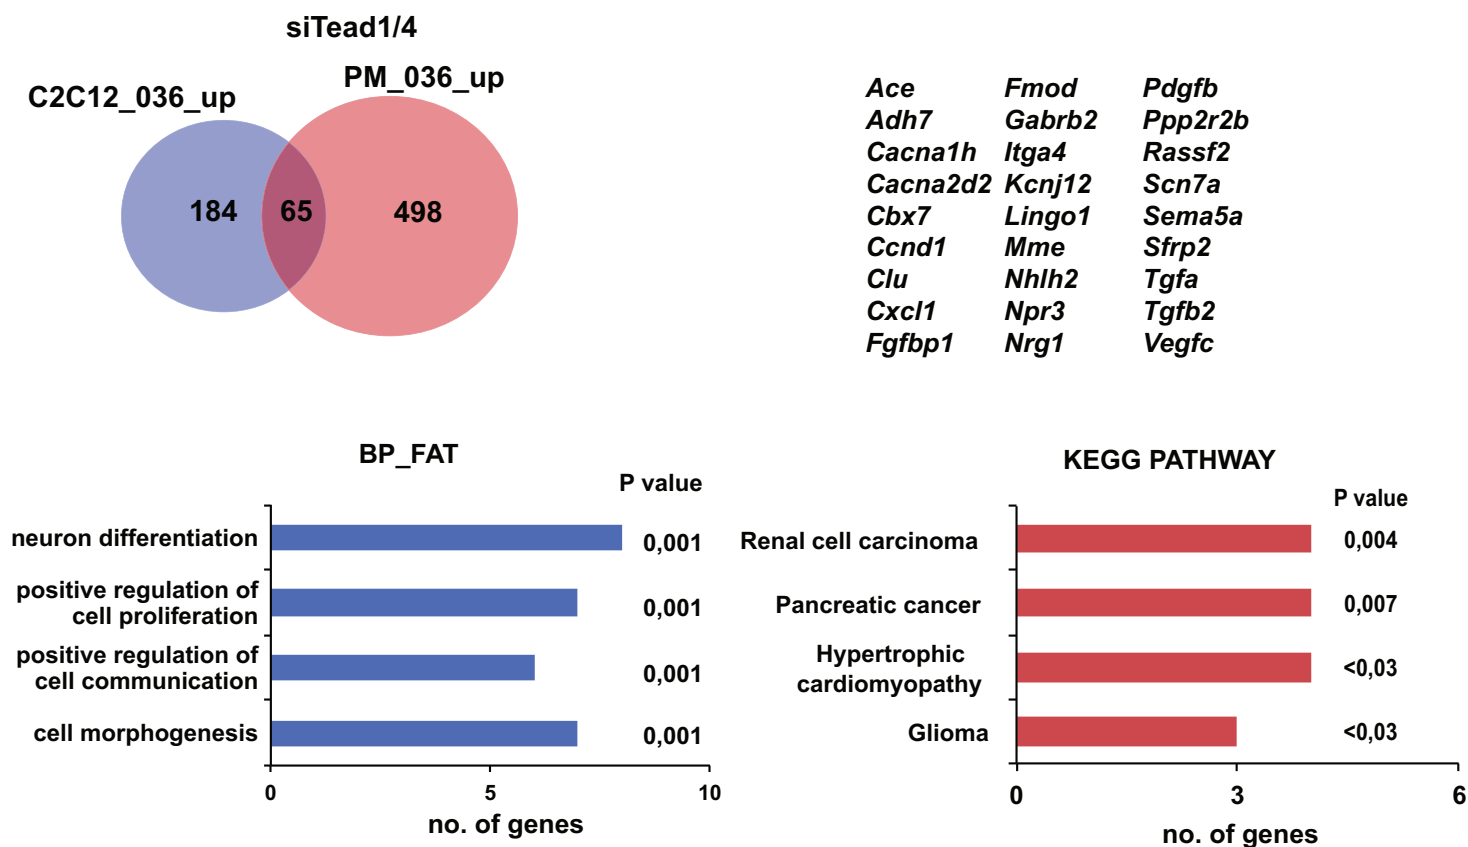 siTead1/4
C2C12_036_up
PM_036_up
184
65
498
Ace Fmod Pdgfb
Adh7 Gabrb2 Ppp2r2b
Cacna1h Itga4 Rassf2
Cacna2d2 Kcnj12 Scn7a
Cbx7 Lingo1 Sema5a
Ccnd1 Mme Sfrp2
Clu Nhlh2 Tgfa
Cxcl1 Npr3 Tgfb2
Fgfbp1 Nrg1 Vegfc
BP_FAT
P value
neuron differentiation 0,001
positive regulation of
cell proliferation 0,001
positive regulation of
cell communication 0,001
cell morphogenesis 0,001
0 5 10
no. of genes
KEGG PATHWAY
P value
Renal cell carcinoma 0,004
Pancreatic cancer 0,007
Hypertrophic
cardiomyopathy <0,03
Glioma <0,03
0 3 6
no. of genes